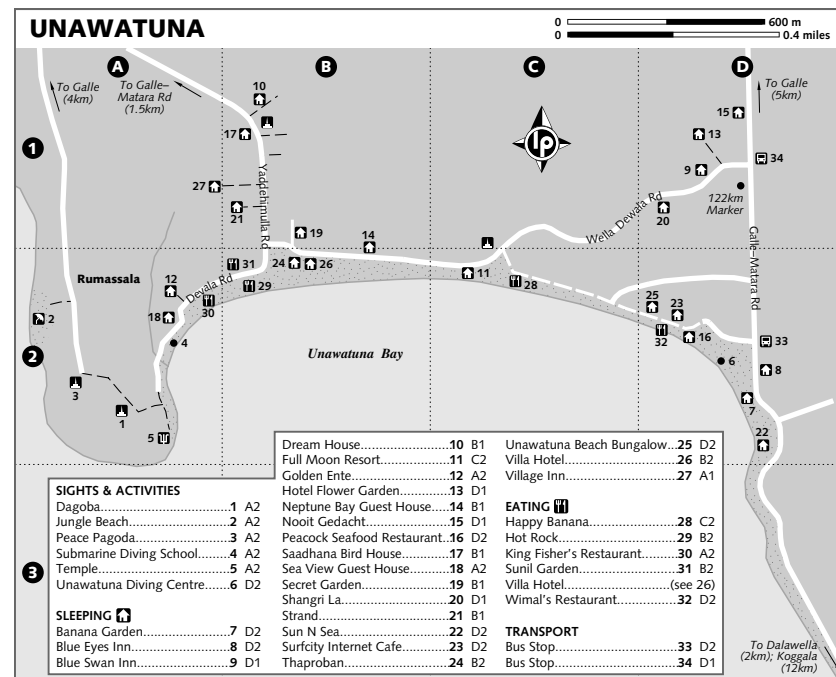 UNAWATUNA
0 600 m
0 0.4 miles
A B C D
To Galle
(4km)
To Galle–
Matara Rd
(1.5km)
10
To Galle
(5km)
15
17
lp
13
1
34
9
27
122km
Marker
21
Yaddehimulla Rd
20
19
14
Wella Dewala Rd
Galle–Matara Rd
31
24
26
11
28
Rumassala
12
Devala Rd
29
30
25
23
2
18
4
32
16
33
2
Unawatuna Bay
6
8
3
1
7
5
22
3
SIGHTS & ACTIVITIES
Dagoba 1 A2
Jungle Beach 2 A2
Peace Pagoda 3 A2
Submarine Diving School 4 A2
Temple 5 A2
Unawatuna Diving Centre 6 D2
SLEEPING
Banana Garden 7 D2
Blue Eyes Inn 8 D2
Blue Swan Inn 9 D1
Dream House 10 B1
Full Moon Resort 11 C2
Golden Ente 12 A2
Hotel Flower Garden 13 D1
Neptune Bay Guest House 14 B1
Nooit Gedacht 15 D1
Peacock Seafood Restaurant 16 D2
Saadhana Bird House 17 B1
Sea View Guest House 18 A2
Secret Garden 19 B1
Shangri La 20 D1
Strand 21 B1
Sun N Sea 22 D2
Surfcity Internet Cafe 23 D2
Thaproban 24 B2
Unawatuna Beach Bungalow 25 D2
Villa Hotel 26 B2
Village Inn 27 A1
EATING
Happy Banana 28 C2
Hot Rock 29 B2
King Fisher's Restaurant 30 A2
Sunil Garden 31 B2
Villa Hotel (see 26)
Wimal's Restaurant 32 D2
TRANSPORT
Bus Stop 33 D2
Bus Stop 34 D1
To Dalawella
(2km); Koggala
(12km)